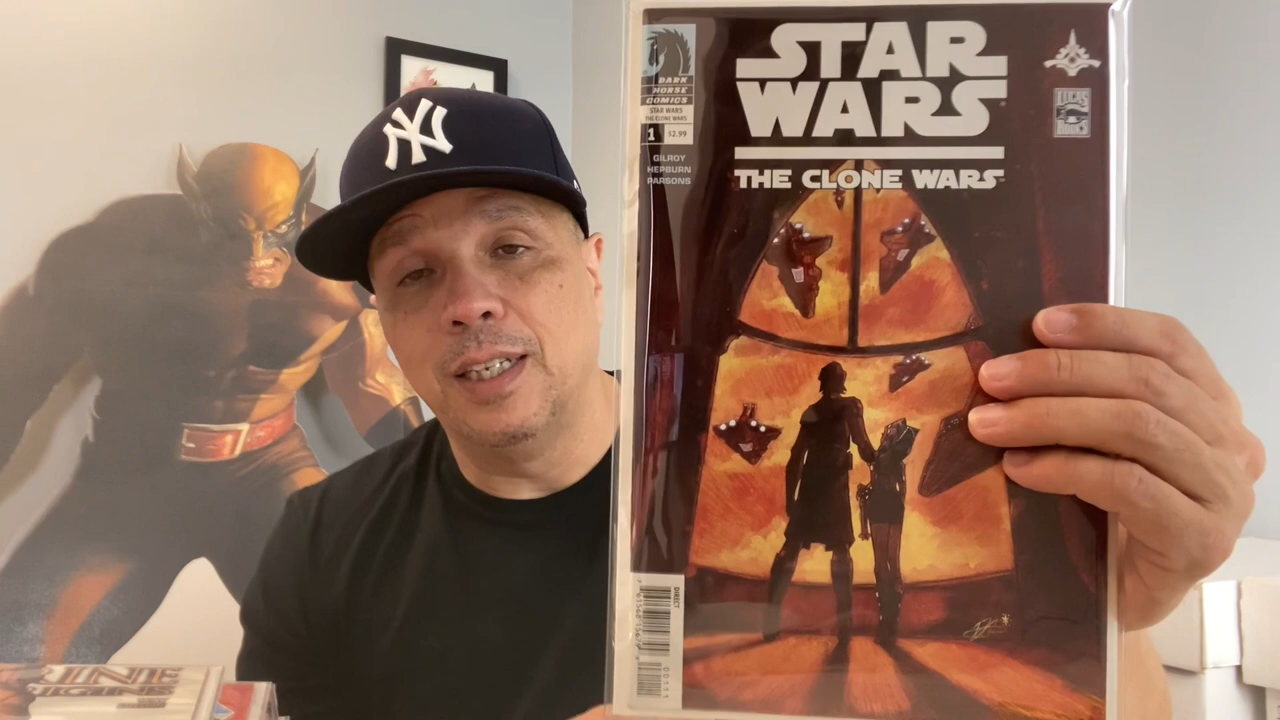 NY
STAR
WARS
THE CLONE WARS
DARK
HORSE
COMICS
STAR WARS
THE CLONE WARS
1 $2.99
GILROY
HEPBURN
PARSONS
LUCAS
BOOKS
DIRECT
00111